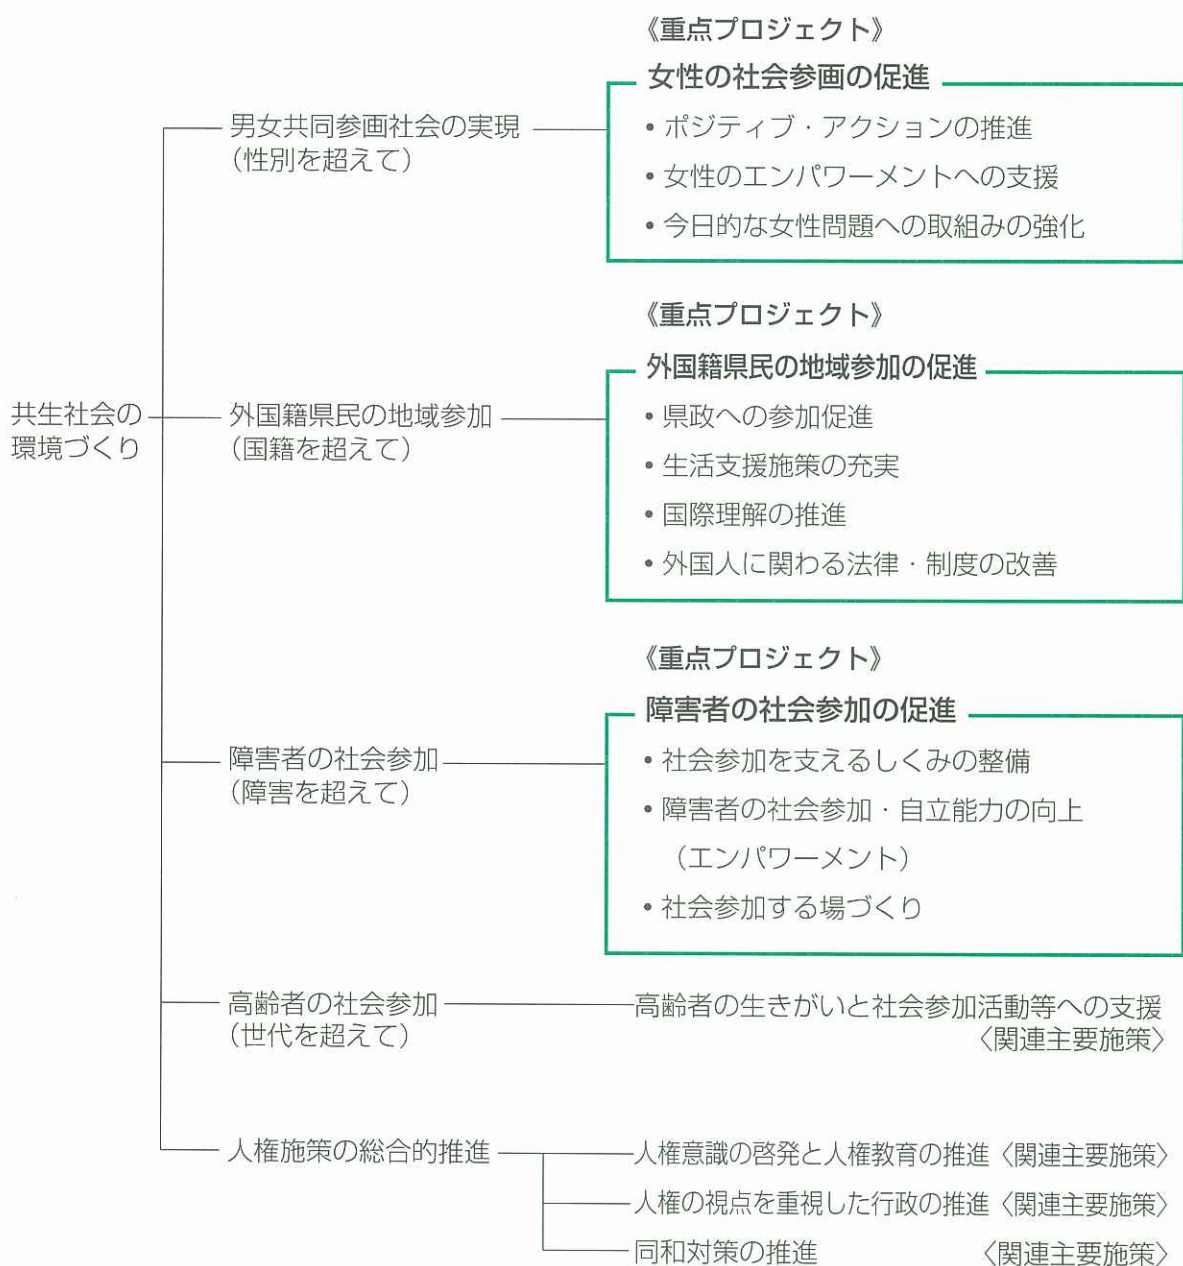 共生社会の
環境づくり
男女共同参画社会の実現
（性別を超えて）
《重点プロジェクト》
女性の社会参画の促進
• ポジティブ・アクションの推進
• 女性のエンパワーメントへの支援
• 今日的な女性問題への取組みの強化
外国籍県民の地域参加
（国籍を超えて）
《重点プロジェクト》
外国籍県民の地域参加の促進
• 県政への参加促進
• 生活支援施策の充実
• 国際理解の推進
• 外国人に関わる法律・制度の改善
障害者の社会参加
（障害を超えて）
《重点プロジェクト》
障害者の社会参加の促進
• 社会参加を支えるしくみの整備
• 障害者の社会参加・自立能力の向上
（エンパワーメント）
• 社会参加する場づくり
高齢者の社会参加
（世代を超えて）
高齢者の生きがいと社会参加活動等への支援
〈関連主要施策〉
人権施策の総合的推進
人権意識の啓発と人権教育の推進〈関連主要施策〉
人権の視点を重視した行政の推進〈関連主要施策〉
同和対策の推進 〈関連主要施策〉